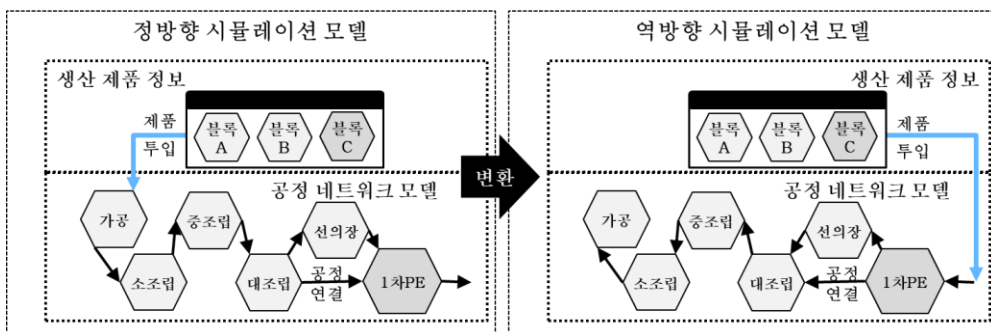 정방향 시뮬레이션 모델
생산 제품 정보
제품
투입
블록
A
블록
B
블록
C
공정 네트워크 모델
가공
중조립
선의장
소조립
대조립
공정
연결
1차PE
변환
역방향 시뮬레이션 모델
생산 제품 정보
블록
A
블록
B
블록
C
제품
투입
공정 네트워크 모델
가공
중조립
선의장
소조립
대조립
공정
연결
1차PE